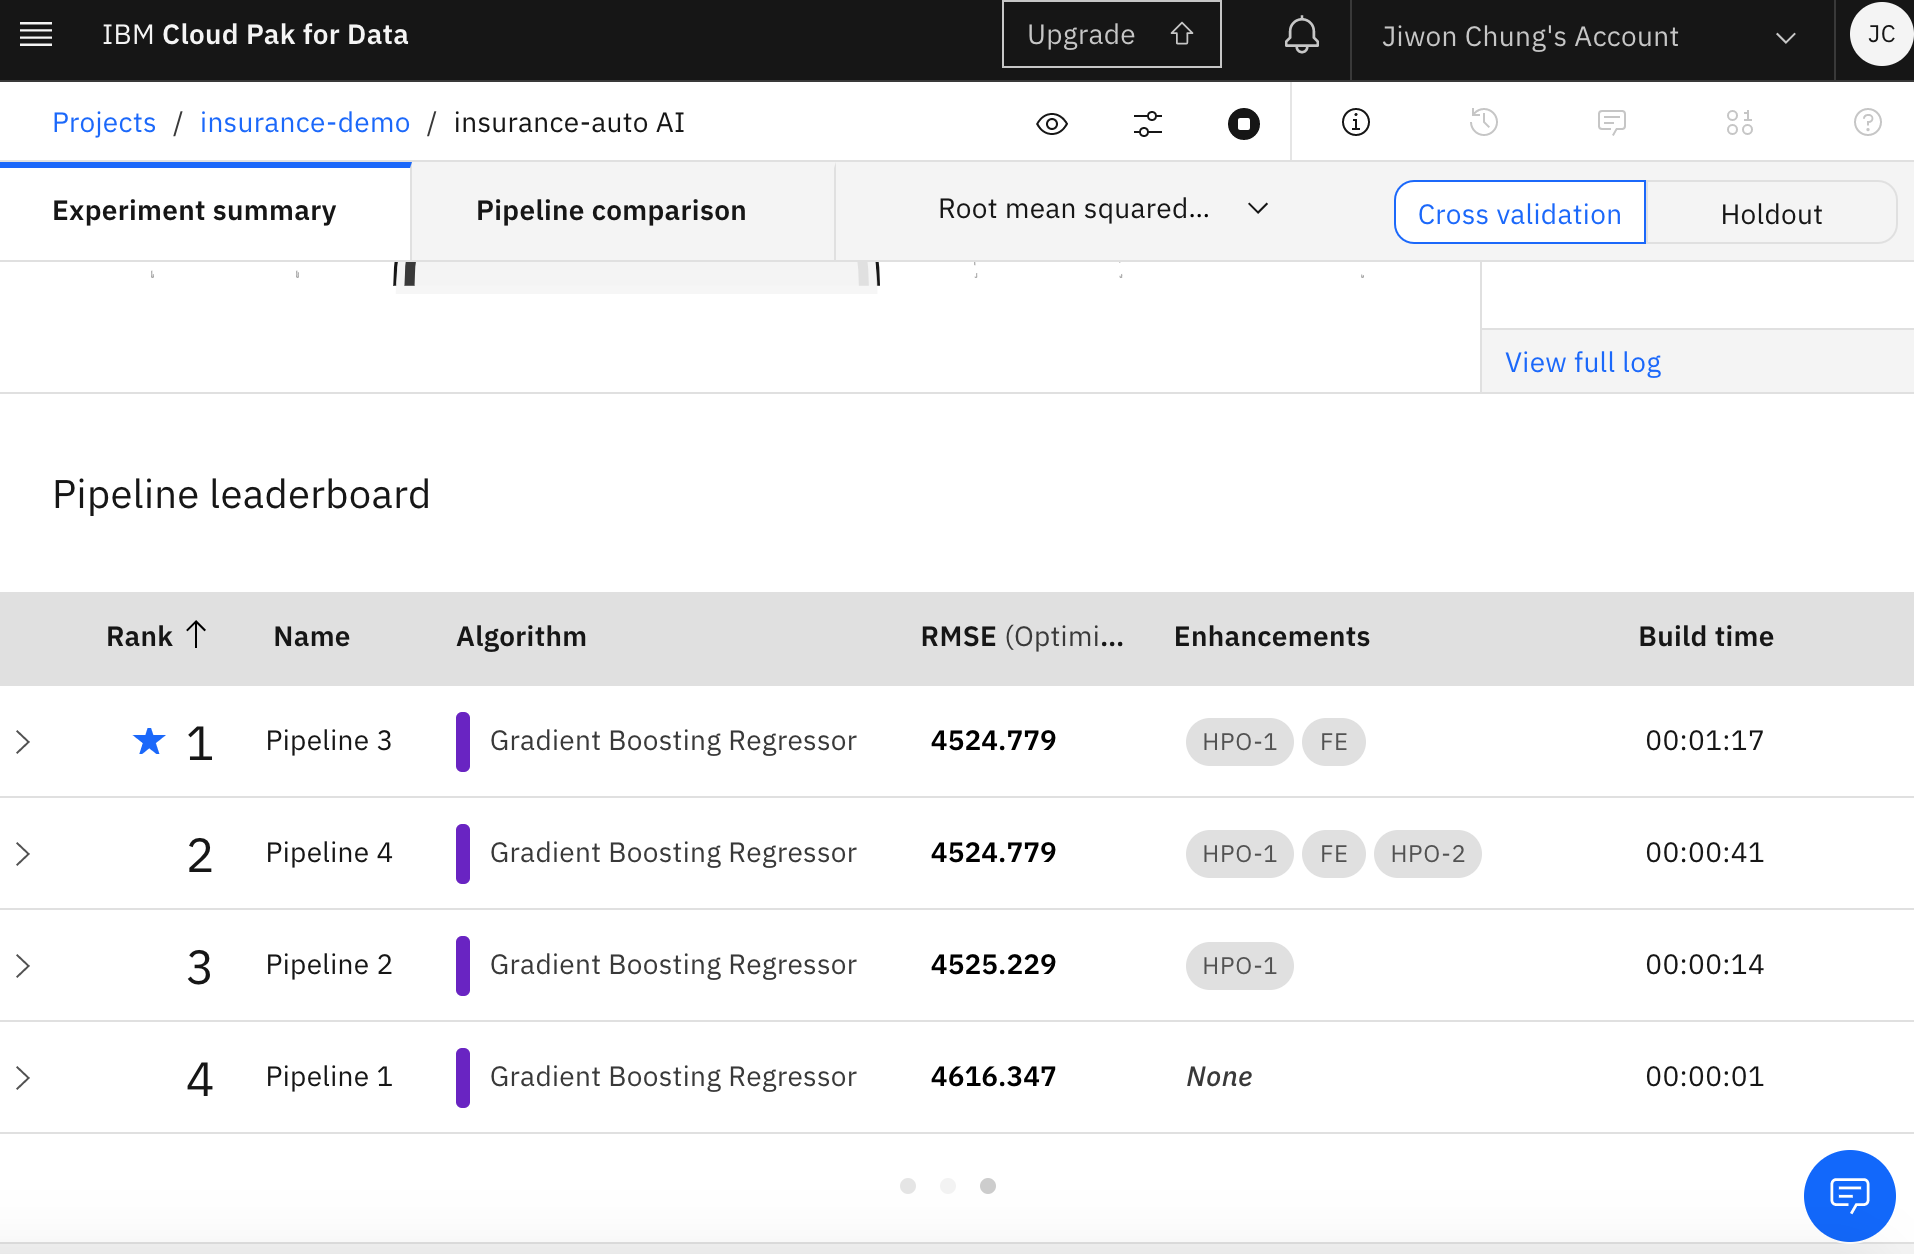 IBM Cloud Pak for Data
Upgrade
Jiwon Chung's Account
JC
Projects / insurance-demo / insurance-auto AI
Experiment summary
Pipeline comparison
Root mean squared...
Cross validation
Holdout
View full log
Pipeline leaderboard
Rank Name Algorithm RMSE (Optimi... Enhancements Build time
1 Pipeline 3 Gradient Boosting Regressor 4524.779 HPO-1 FE 00:01:17
2 Pipeline 4 Gradient Boosting Regressor 4524.779 HPO-1 FE HPO-2 00:00:41
3 Pipeline 2 Gradient Boosting Regressor 4525.229 HPO-1 00:00:14
4 Pipeline 1 Gradient Boosting Regressor 4616.347 None 00:00:01